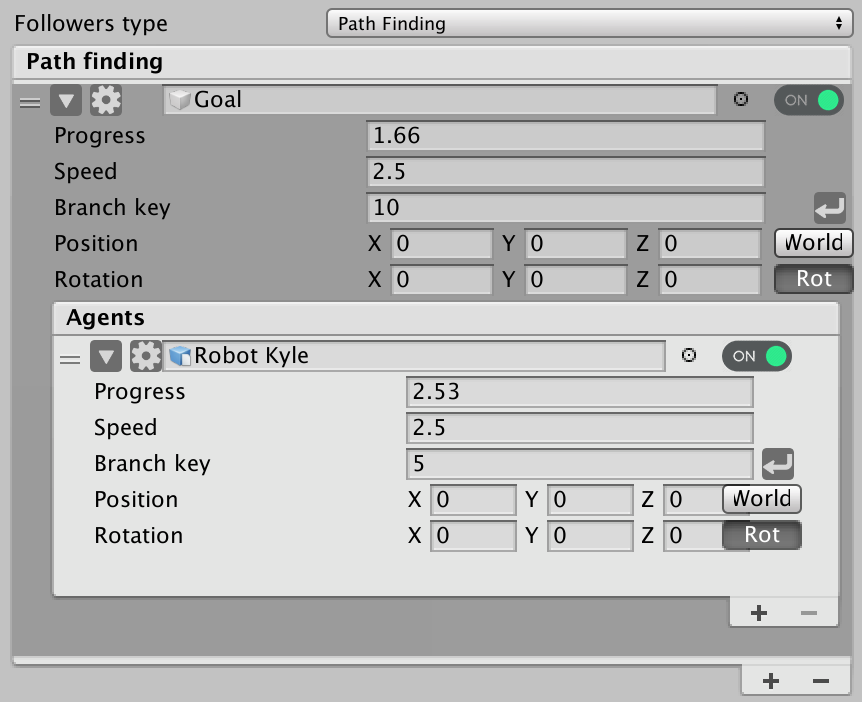 Followers type Path Finding
Path finding
Goal ON
Progress 1.66
Speed 2.5
Branch key 10
Position X 0 Y 0 Z 0 World
Rotation X 0 Y 0 Z 0 Rot
Agents
Robot Kyle ON
Progress 2.53
Speed 2.5
Branch key 5
Position X 0 Y 0 Z 0 World
Rotation X 0 Y 0 Z 0 Rot
+ −
+ −